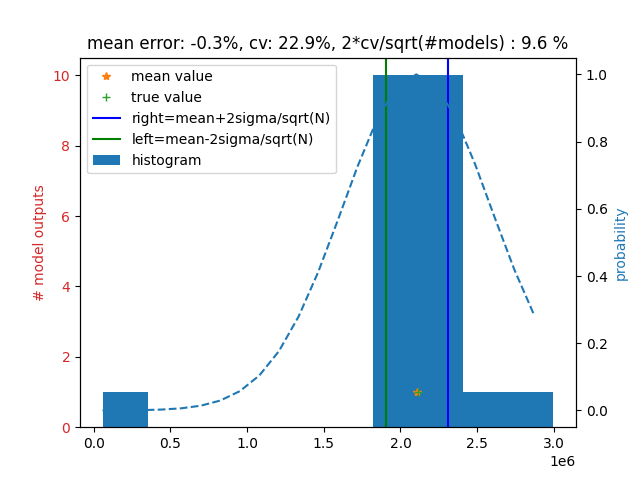 mean error: -0.3%, cv: 22.9%, 2*cv/sqrt(#models) : 9.6 %
mean value
true value
right=mean+2sigma/sqrt(N)
left=mean-2sigma/sqrt(N)
histogram
# model outputs
10
8
6
4
2
0
probability
1.0
0.8
0.6
0.4
0.2
0.0
0.0 0.5 1.0 1.5 2.0 2.5 3.0
1e6